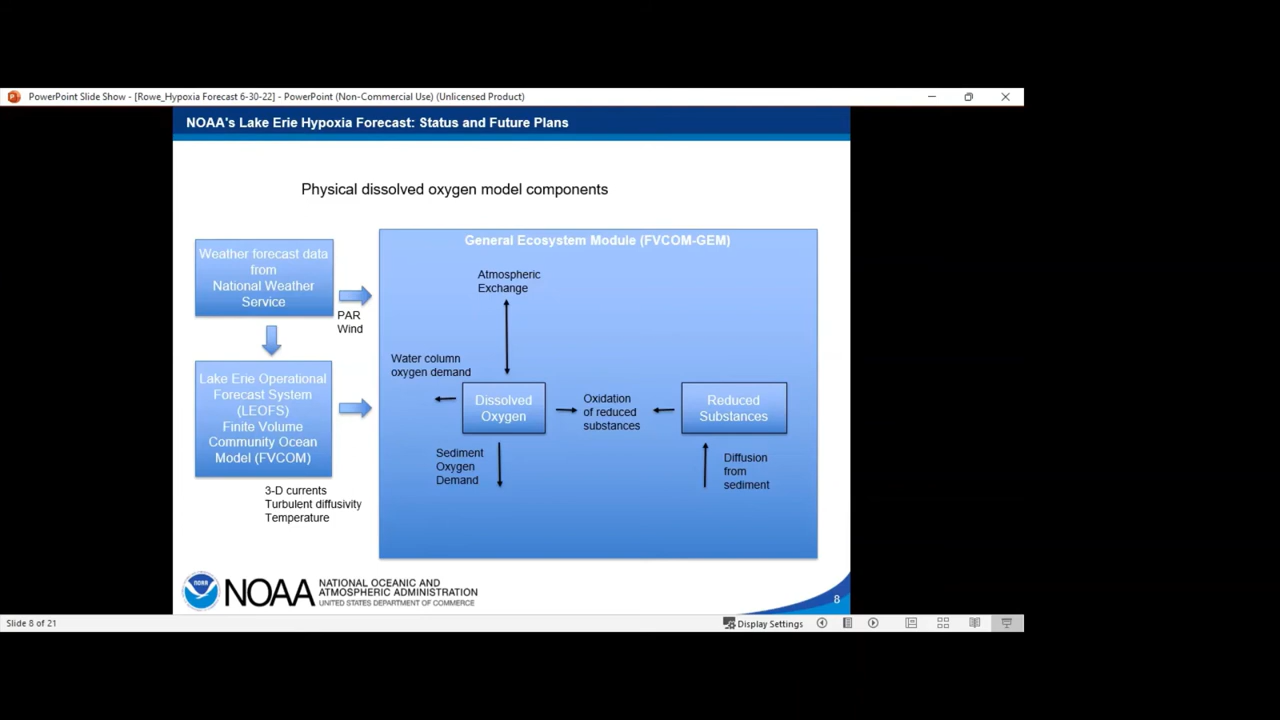 PowerPoint Slide Show - [Rowe_Hypoxia Forecast 6-30-22] - PowerPoint (Non-Commercial Use) (Unlicensed Product)
NOAA's Lake Erie Hypoxia Forecast: Status and Future Plans
Physical dissolved oxygen model components
Weather forecast data
from
National Weather
Service
PAR
Wind
Lake Erie Operational
Forecast System
(LEOFS)
Finite Volume
Community Ocean
Model (FVCOM)
3-D currents
Turbulent diffusivity
Temperature
General Ecosystem Module (FVCOM-GEM)
Atmospheric
Exchange
Water column
oxygen demand
Dissolved
Oxygen
Oxidation
of reduced
substances
Reduced
Substances
Sediment
Oxygen
Demand
Diffusion
from
sediment
NOAA
NOAA
NATIONAL OCEANIC AND
ATMOSPHERIC ADMINISTRATION
UNITED STATES DEPARTMENT OF COMMERCE
8
Slide 8 of 21
Display Settings